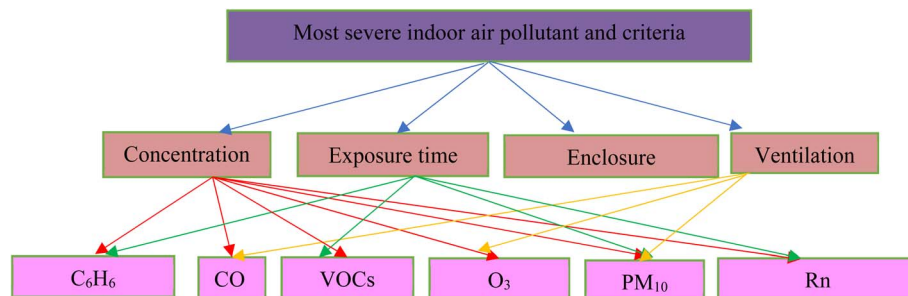 Most severe indoor air pollutant and criteria
Concentration
Exposure time
Enclosure
Ventilation
C₆H₆
CO
VOCs
O₃
PM₁₀
Rn